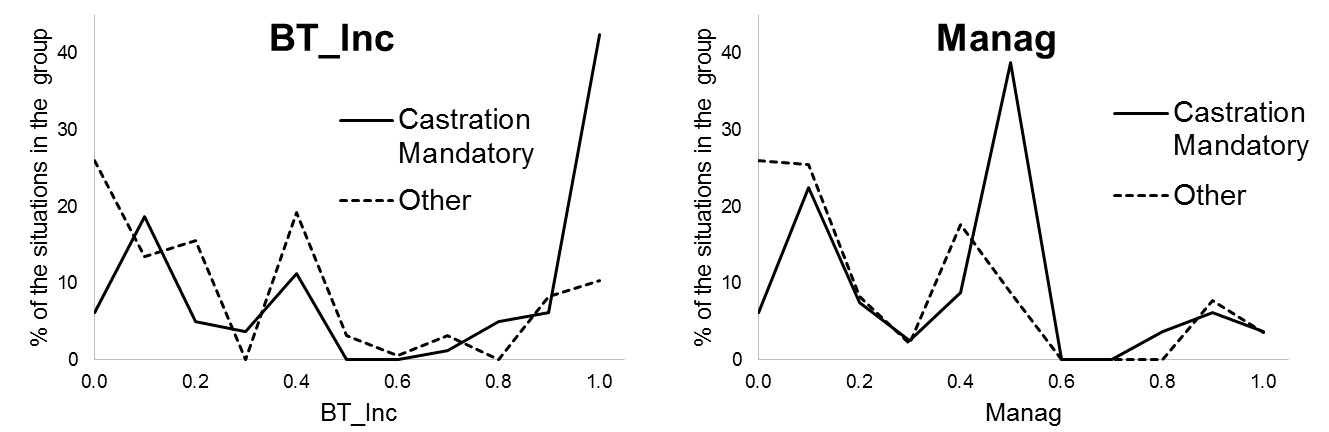 BT_Inc
% of the situations in the group
40
30
20
10
0
Castration
Mandatory
Other
0.0 0.2 0.4 0.6 0.8 1.0
BT_Inc
Manag
% of the situations in the group
40
30
20
10
0
Castration
Mandatory
Other
0.0 0.2 0.4 0.6 0.8 1.0
Manag